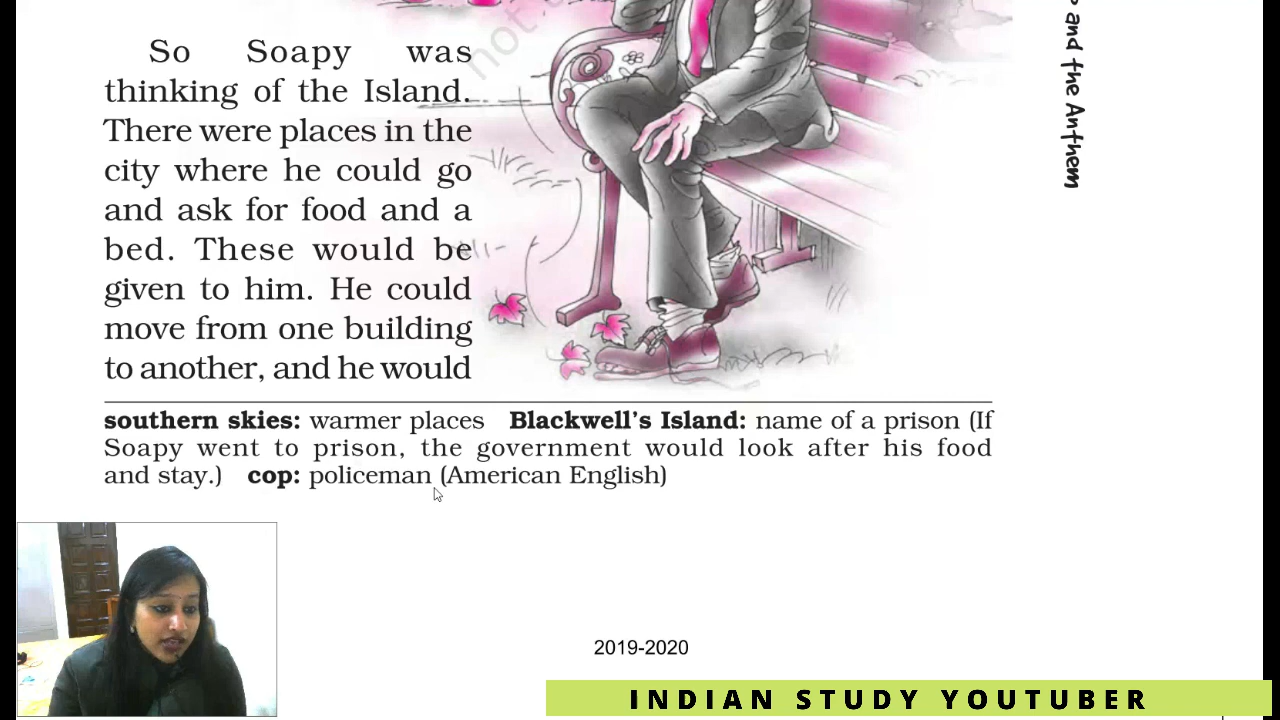 So Soapy was
thinking of the Island.
There were places in the
city where he could go
and ask for food and a
bed. These would be
given to him. He could
move from one building
to another, and he would
and the Anthem
southern skies: warmer places Blackwell's Island: name of a prison (If
Soapy went to prison, the government would look after his food
and stay.) cop: policeman (American English)
2019-2020
INDIAN STUDY YOUTUBER